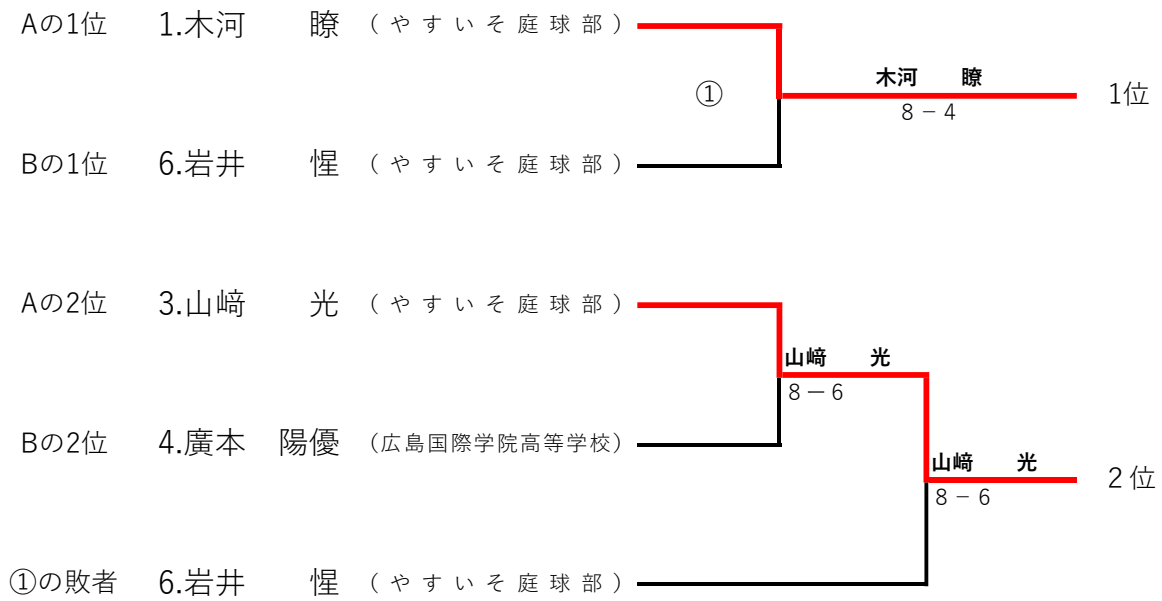 Aの1位 1.木河 瞭 (やすいそ庭球部)
木河 瞭
① 1位
8-4
Bの1位 6.岩井 惺 (やすいそ庭球部)
Aの2位 3.山﨑 光 (やすいそ庭球部)
山﨑 光
8-6
Bの2位 4.廣本 陽優 (広島国際学院高等学校)
山﨑 光
2位
8-6
①の敗者 6.岩井 惺 (やすいそ庭球部)